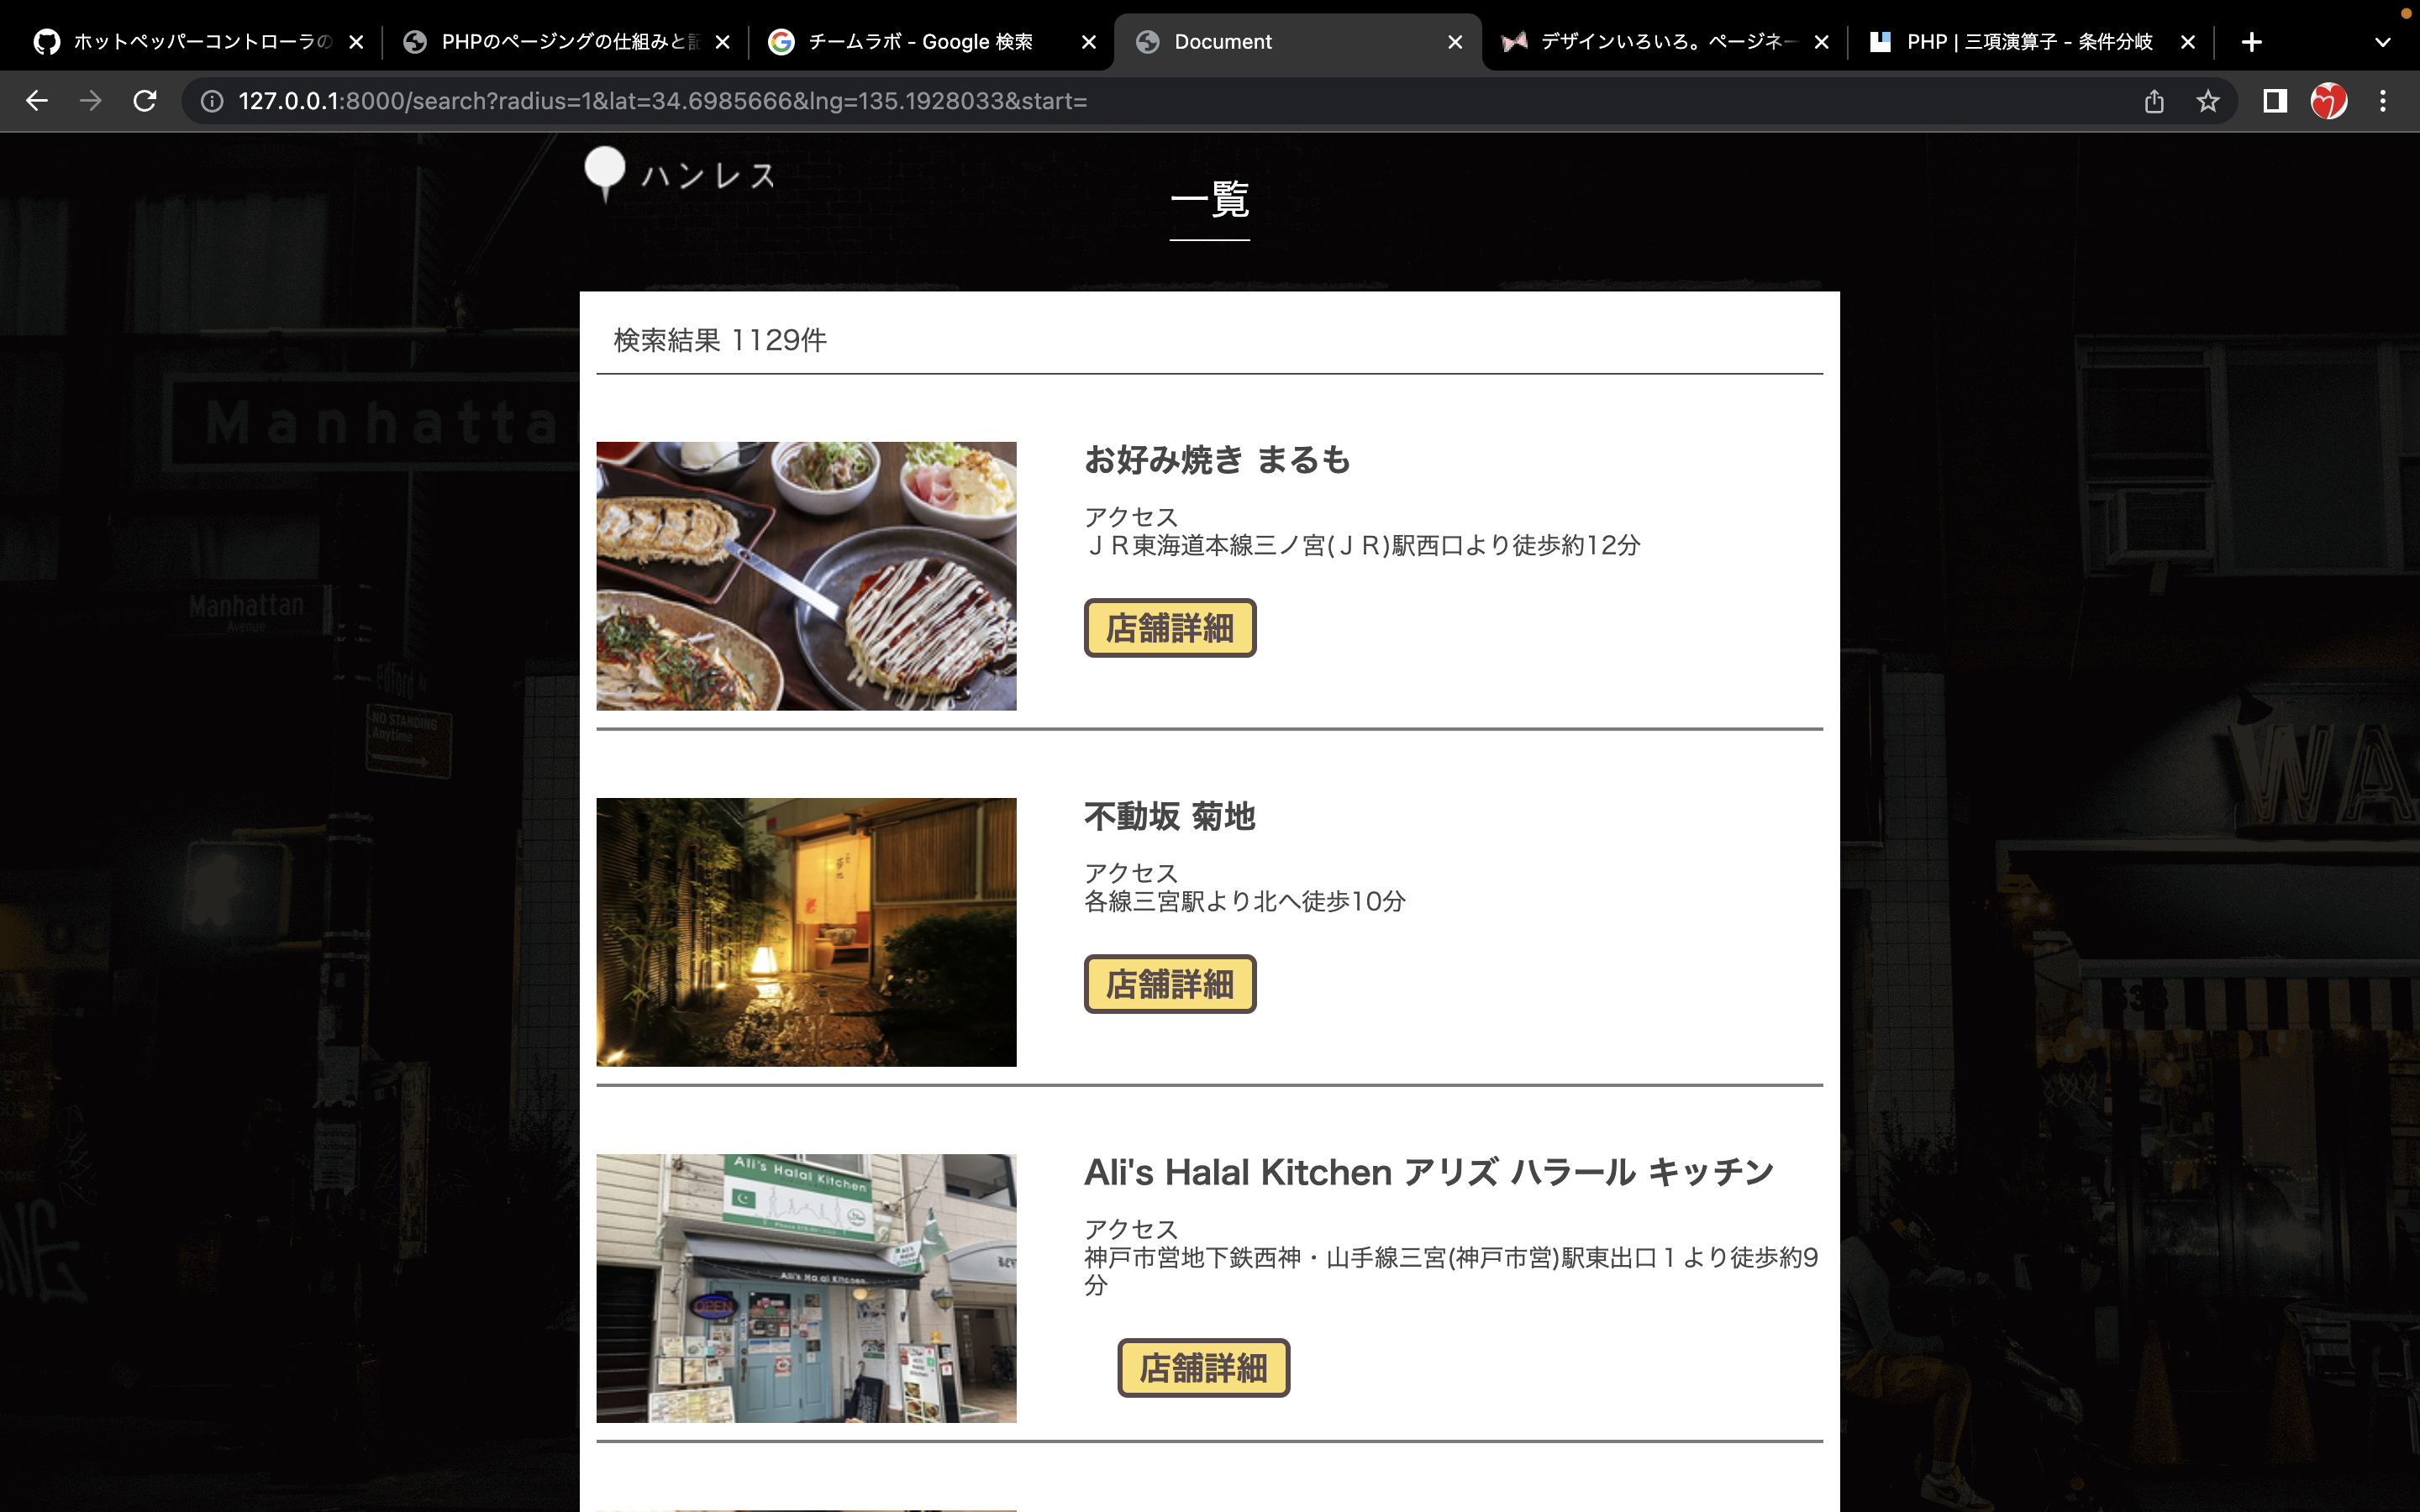 ホットペッパーコントローラの
PHPのページングの仕組みと
チームラボ - Google 検索
Document
デザインいろいろ。ページネー
PHP | 三項演算子 - 条件分岐
127.0.0.1:8000/search?radius=1&lat=34.6985666&lng=135.1928033&start=
ハンレス
一覧
検索結果 1129件
お好み焼き まるも
アクセス
ＪＲ東海道本線三ノ宮(ＪＲ)駅西口より徒歩約12分
店舗詳細
不動坂 菊地
アクセス
各線三宮駅より北へ徒歩10分
店舗詳細
Ali's Halal Kitchen アリズ ハラール キッチン
アクセス
神戸市営地下鉄西神・山手線三宮(神戸市営)駅東出口１より徒歩約9
分
店舗詳細
Ali's Halal Kitchen
Ali's Halal Kitchen
OPEN
Manhatta
Manhattan
Avenue
NO STANDING
Anytime
WA